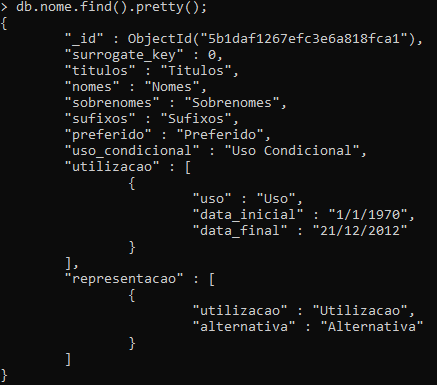 > db.nome.find().pretty();
{
        "_id" : ObjectId("5b1daf1267efc3e6a818fca1"),
        "surrogate_key" : 0,
        "titulos" : "Titulos",
        "nomes" : "Nomes",
        "sobrenomes" : "Sobrenomes",
        "sufixos" : "Sufixos",
        "preferido" : "Preferido",
        "uso_condicional" : "Uso Condicional",
        "utilizacao" : [
                {
                        "uso" : "Uso",
                        "data_inicial" : "1/1/1970",
                        "data_final" : "21/12/2012"
                }
        ],
        "representacao" : [
                {
                        "utilizacao" : "Utilizacao",
                        "alternativa" : "Alternativa"
                }
        ]
}